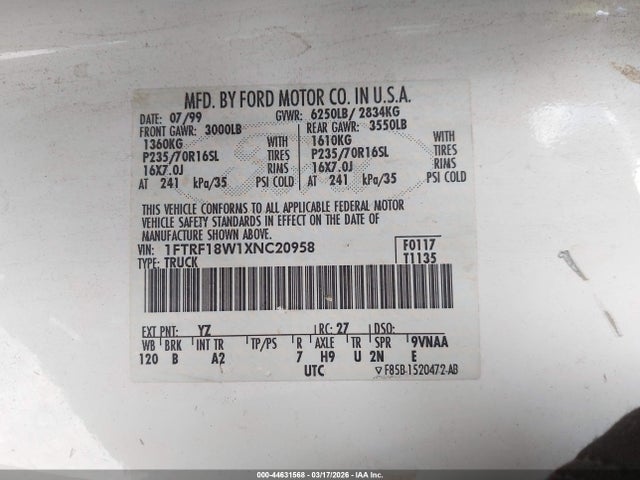 MFD. BY FORD MOTOR CO. IN U.S.A.
DATE: 07/99 GVWR: 6250LB/ 2834KG
FRONT GAWR: 3000LB REAR GAWR: 3550LB
1360KG WITH 1610KG WITH
P235/70R16SL TIRES P235/70R16SL TIRES
16X7.0J RIMS 16X7.0J RIMS
AT 241 kPa/35 PSI COLD AT 241 kPa/35 PSI COLD
THIS VEHICLE CONFORMS TO ALL APPLICABLE FEDERAL MOTOR
VEHICLE SAFETY STANDARDS IN EFFECT ON THE DATE OF
MANUFACTURE SHOWN ABOVE.
VIN: 1FTRF18W1XNC20958 F0117
TYPE: TRUCK T1135
EXT PNT: YZ RC: 27 DSO:
WB BRK INT TR TP/PS R AXLE TR SPR 9VNAA
120 B A2 7 H9 U 2N E
UTC F85B-1520472-AB
000-44631568 - 03/17/2026 - IAA Inc.